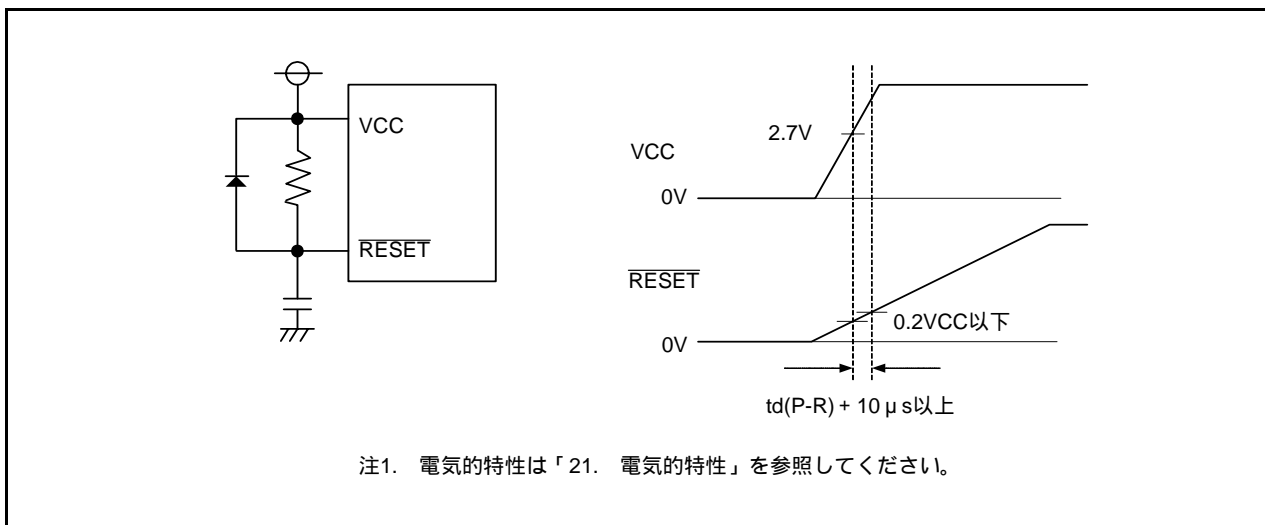 VCC
RESET
2.7V
VCC
0V
RESET
0.2VCC以下
0V
td(P-R) + 10 μ s以上
注1. 電気的特性は「21. 電気的特性」を参照してください。